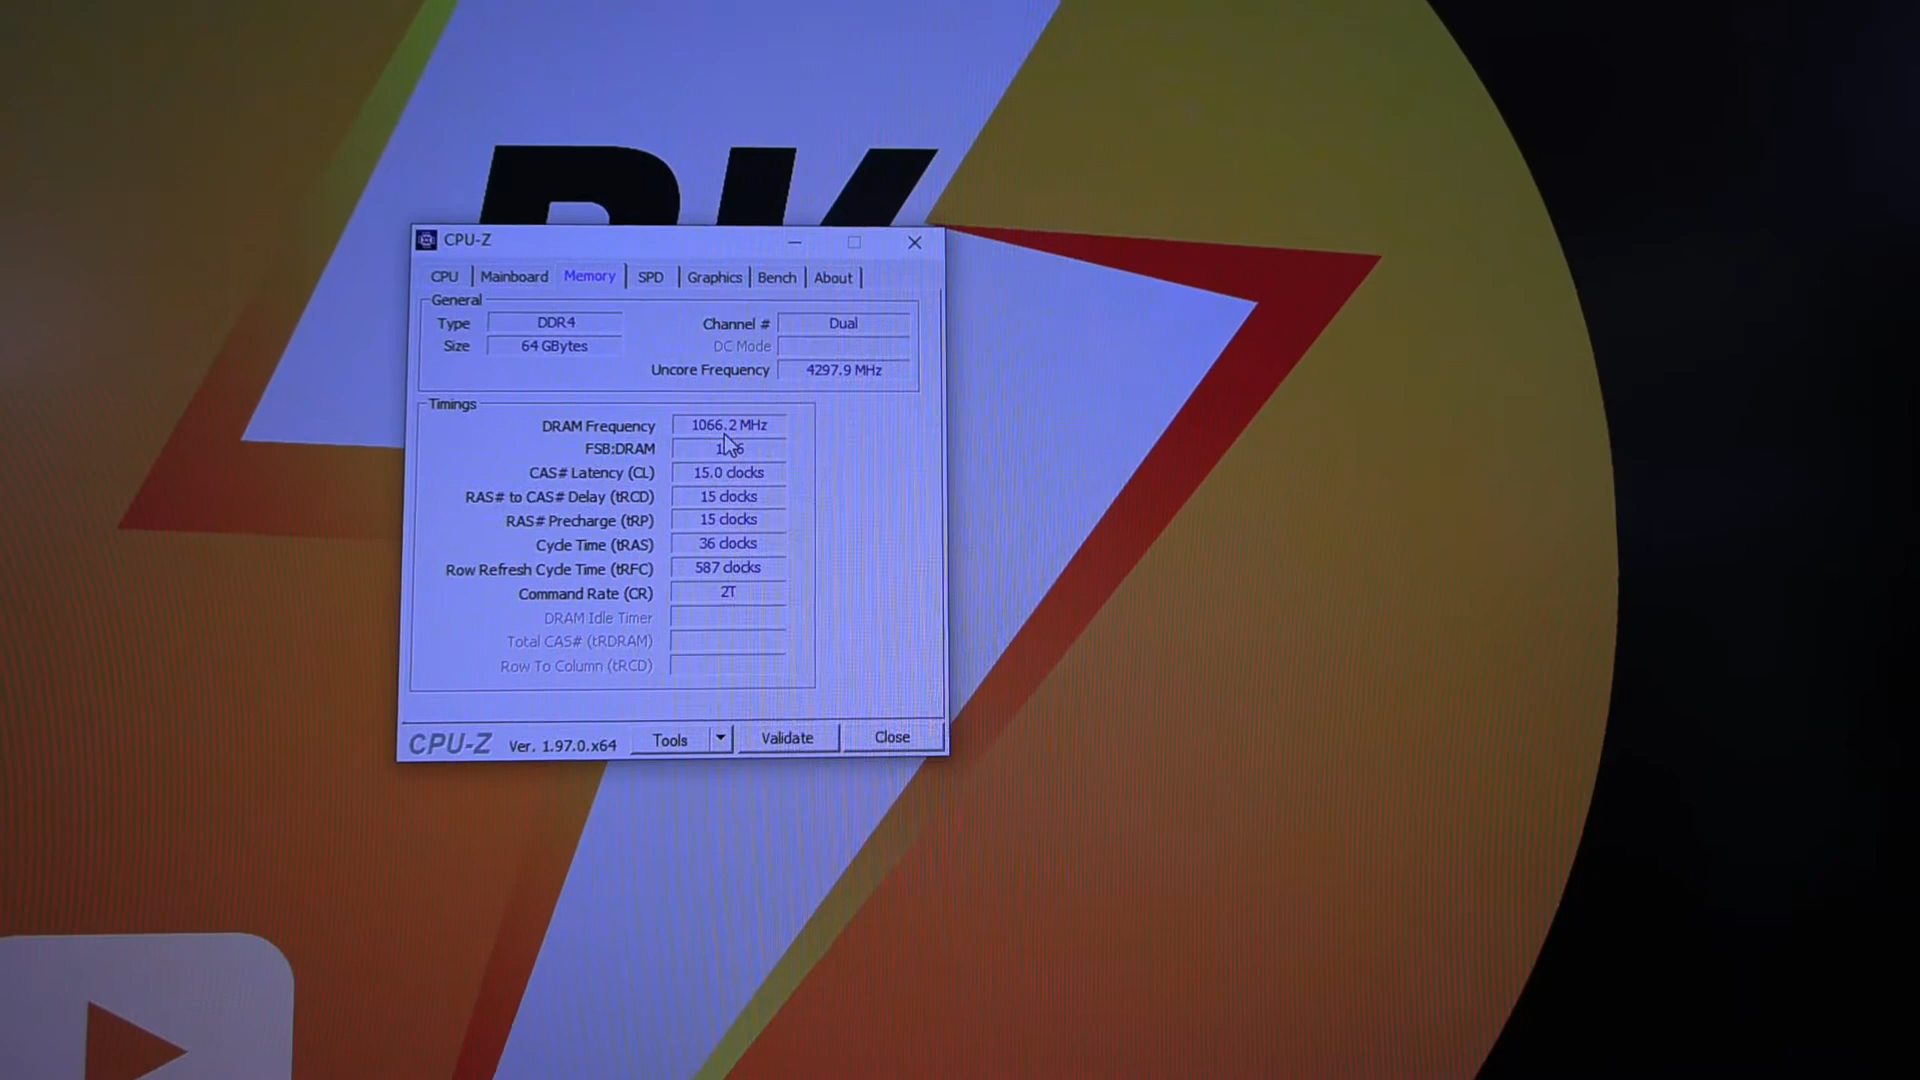 CPU-Z
CPU Mainboard Memory SPD Graphics Bench About
General
Type DDR4 Channel # Dual
Size 64 GBytes DC Mode
Uncore Frequency 4297.9 MHz
Timings
DRAM Frequency 1066.2 MHz
FSB:DRAM
CAS# Latency (CL) 15.0 clocks
RAS# to CAS# Delay (tRCD) 15 clocks
RAS# Precharge (tRP) 15 clocks
Cycle Time (tRAS) 36 clocks
Row Refresh Cycle Time (tRFC) 587 clocks
Command Rate (CR) 2T
DRAM Idle Timer
Total CAS# (tRDRAM)
Row To Column (tRCD)
CPU-Z Ver. 1.97.0.x64 Tools Validate Close